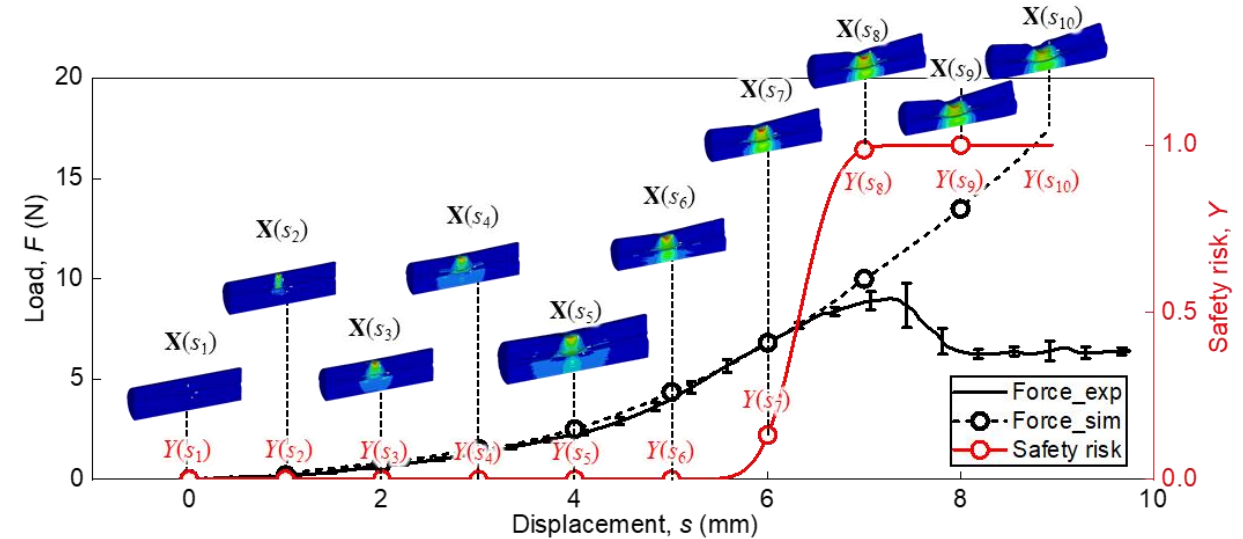 X(s8)
X(s10)
X(s9)
X(s7)
X(s6)
X(s4)
X(s2)
X(s5)
X(s3)
X(s1)
20
15
10
5
0
Load, F (N)
1.0
0.5
0.0
Safety risk, Y
Y(s1)
Y(s2)
Y(s3)
Y(s4)
Y(s5)
Y(s6)
Y(s7)
Y(s8)
Y(s9)
Y(s10)
Force_exp
Force_sim
Safety risk
0 2 4 6 8 10
Displacement, s (mm)